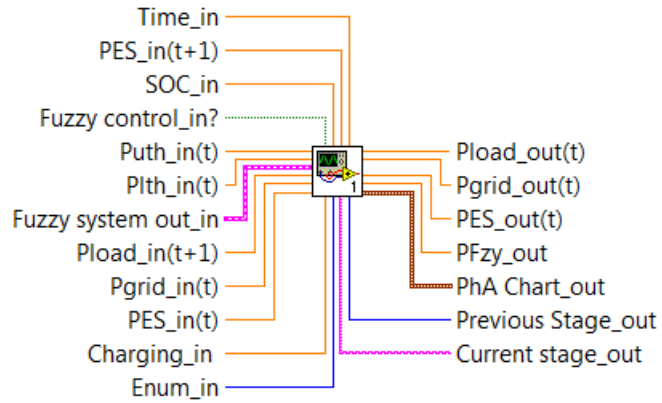 Time_in
PES_in(t+1)
SOC_in
Fuzzy control_in?
Puth_in(t)
Plth_in(t)
Fuzzy system out_in
Pload_in(t+1)
Pgrid_in(t)
PES_in(t)
Charging_in
Enum_in
1
Pload_out(t)
Pgrid_out(t)
PES_out(t)
PFzy_out
PhA Chart_out
Previous Stage_out
Current stage_out